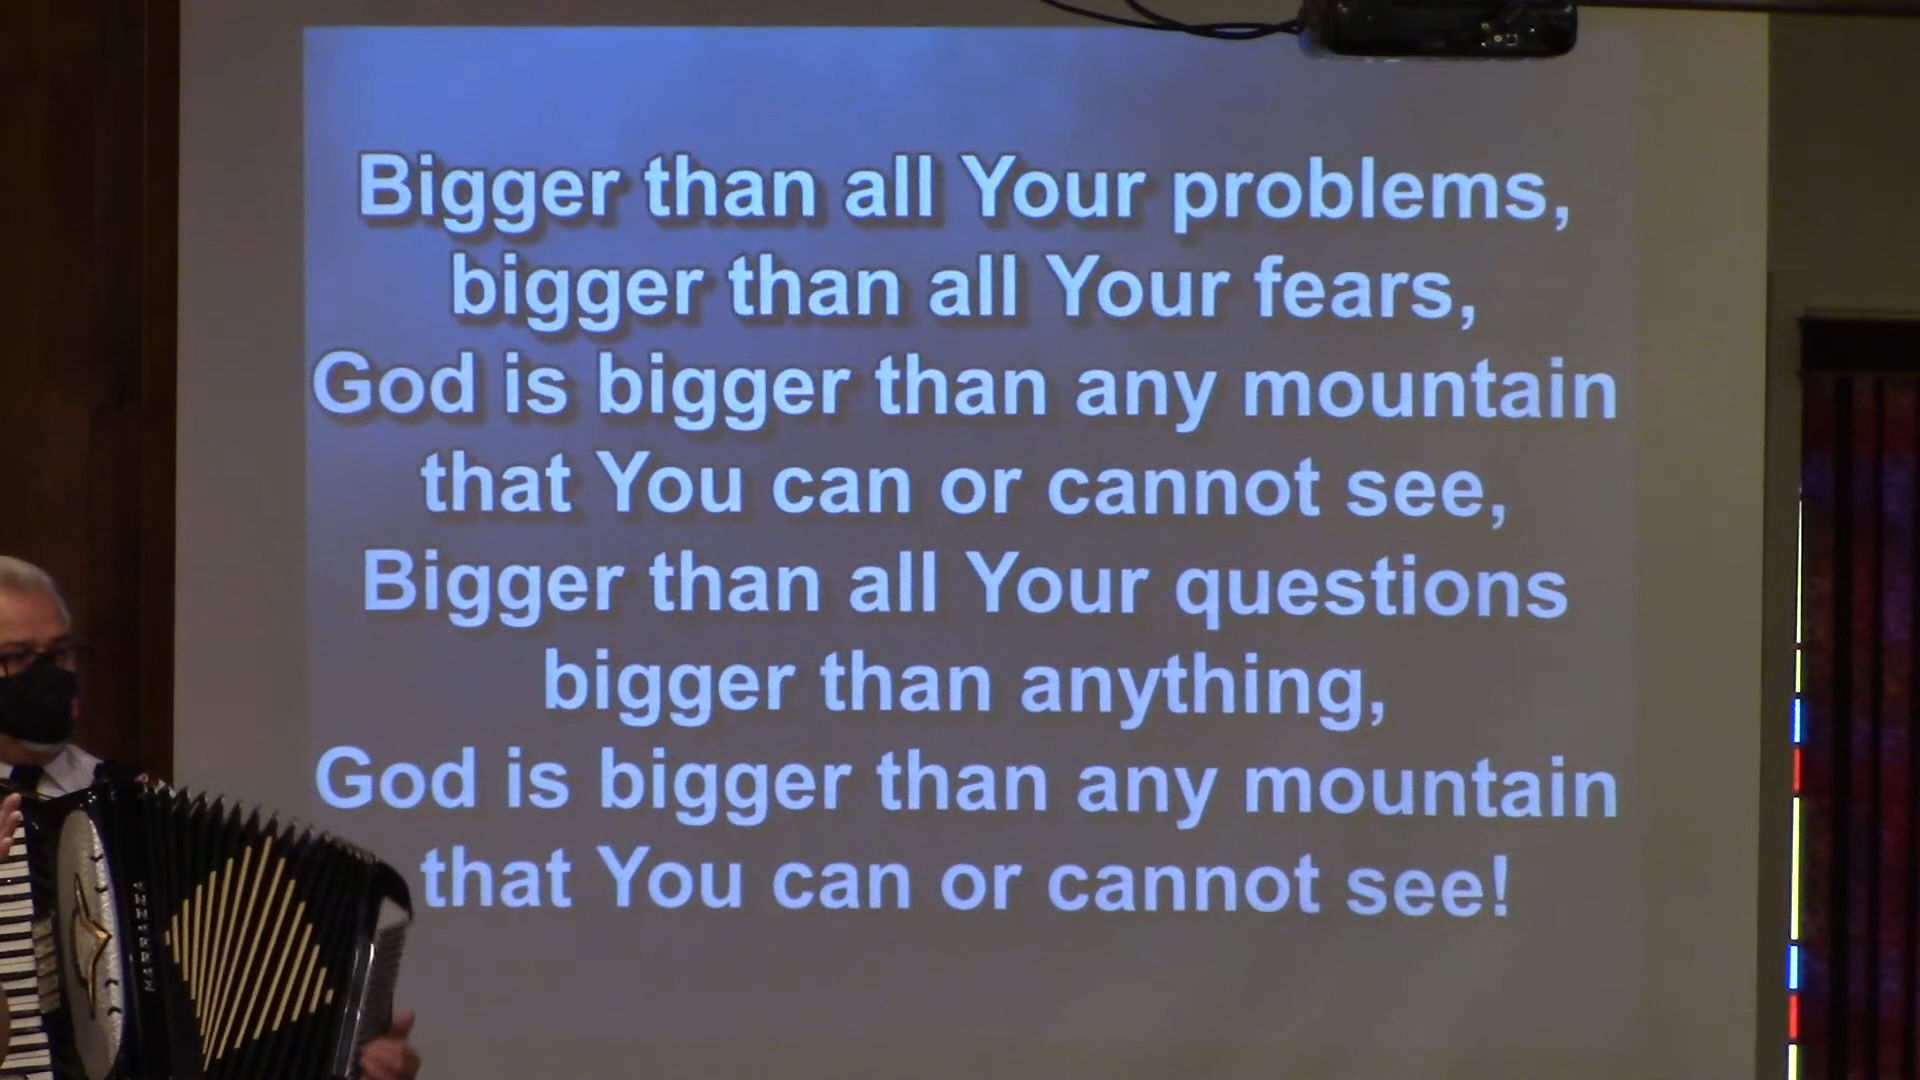 Bigger than all Your problems,
bigger than all Your fears,
God is bigger than any mountain
that You can or cannot see,
Bigger than all Your questions
bigger than anything,
God is bigger than any mountain
that You can or cannot see!